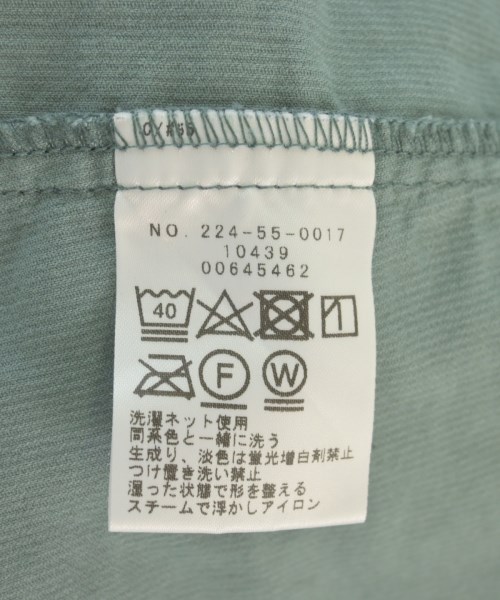 NO. 224-55-0017
10439
00645462
40
F W
洗濯ネット使用
同系色と一緒に洗う
生成り、淡色は蛍光増白剤禁止
つけ置き洗い禁止
湿った状態で形を整える
スチームで浮かしアイロン